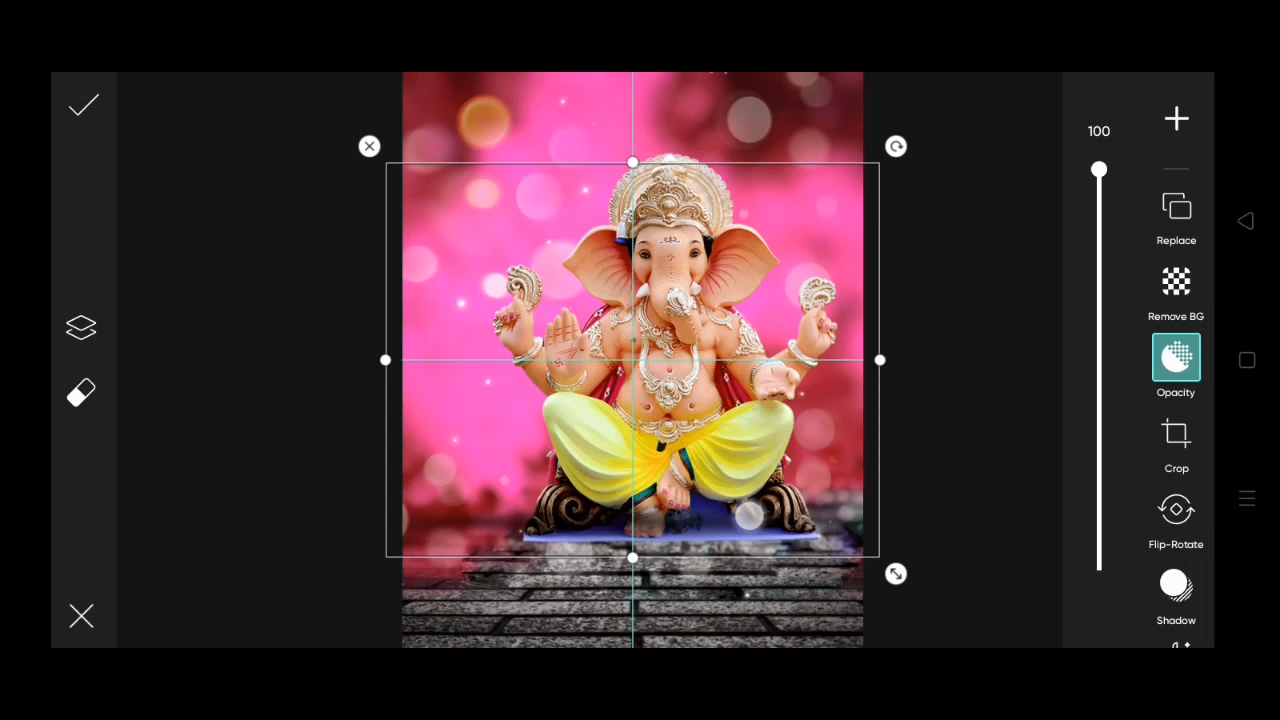 100
Replace
Remove BG
Opacity
Crop
Flip-Rotate
Shadow